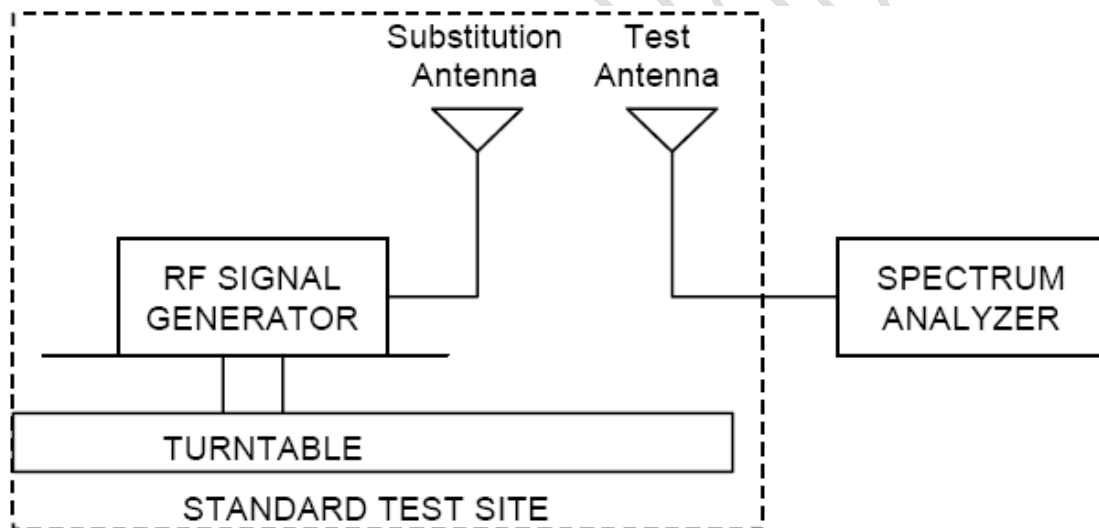 Substitution
Antenna
Test
Antenna
RF SIGNAL
GENERATOR
SPECTRUM
ANALYZER
TURNTABLE
STANDARD TEST SITE